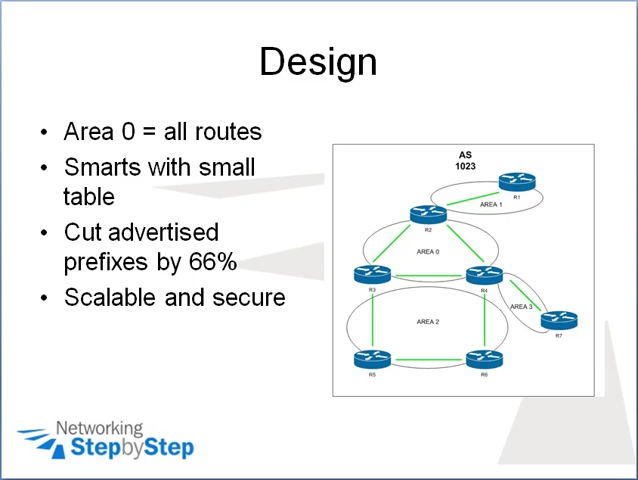 Design
• Area 0 = all routes
• Smarts with small
table
• Cut advertised
prefixes by 66%
• Scalable and secure
AS
1023
R1
AREA 1
R2
AREA 0
R3
R4
AREA 3
R7
AREA 2
R5
R6
Networking
StepbyStep